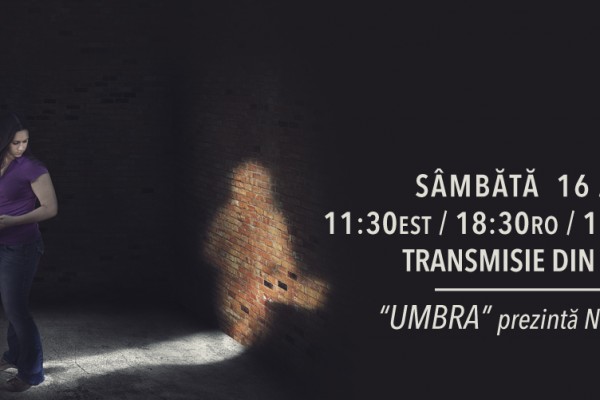 SÂMBĂTĂ 16
11:30EST / 18:30RO / 1
TRANSMISIE DIN
“UMBRA” prezintă N